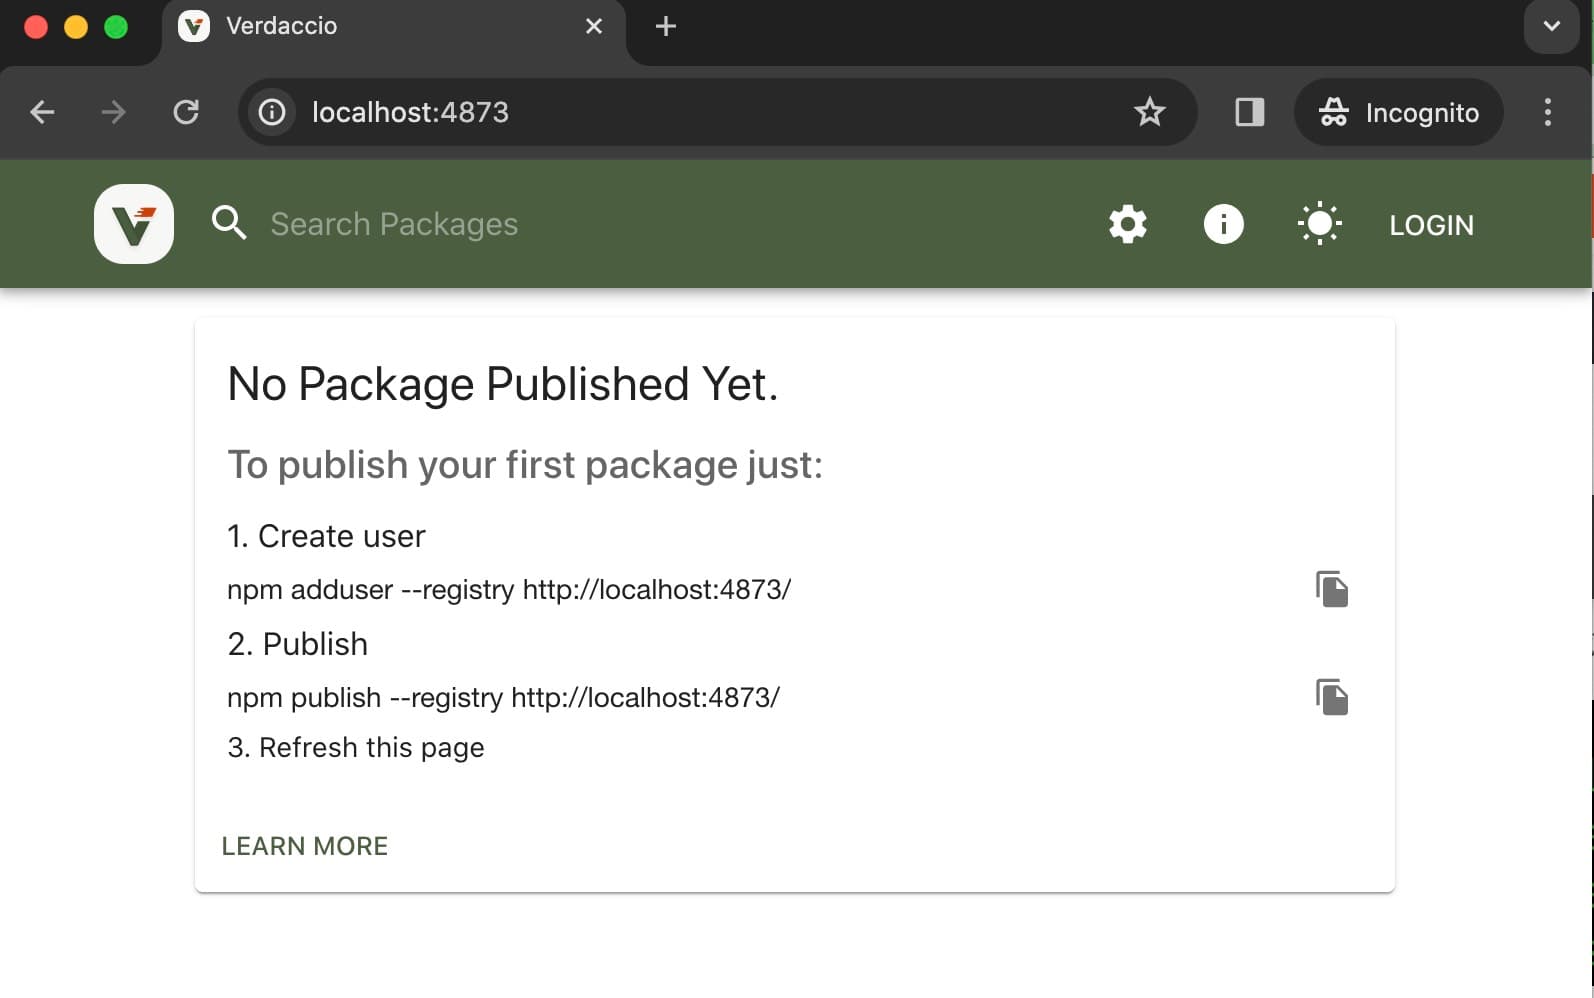 Verdaccio
localhost:4873
Incognito
Search Packages
LOGIN
No Package Published Yet.
To publish your first package just:
1. Create user
npm adduser --registry http://localhost:4873/
2. Publish
npm publish --registry http://localhost:4873/
3. Refresh this page
LEARN MORE